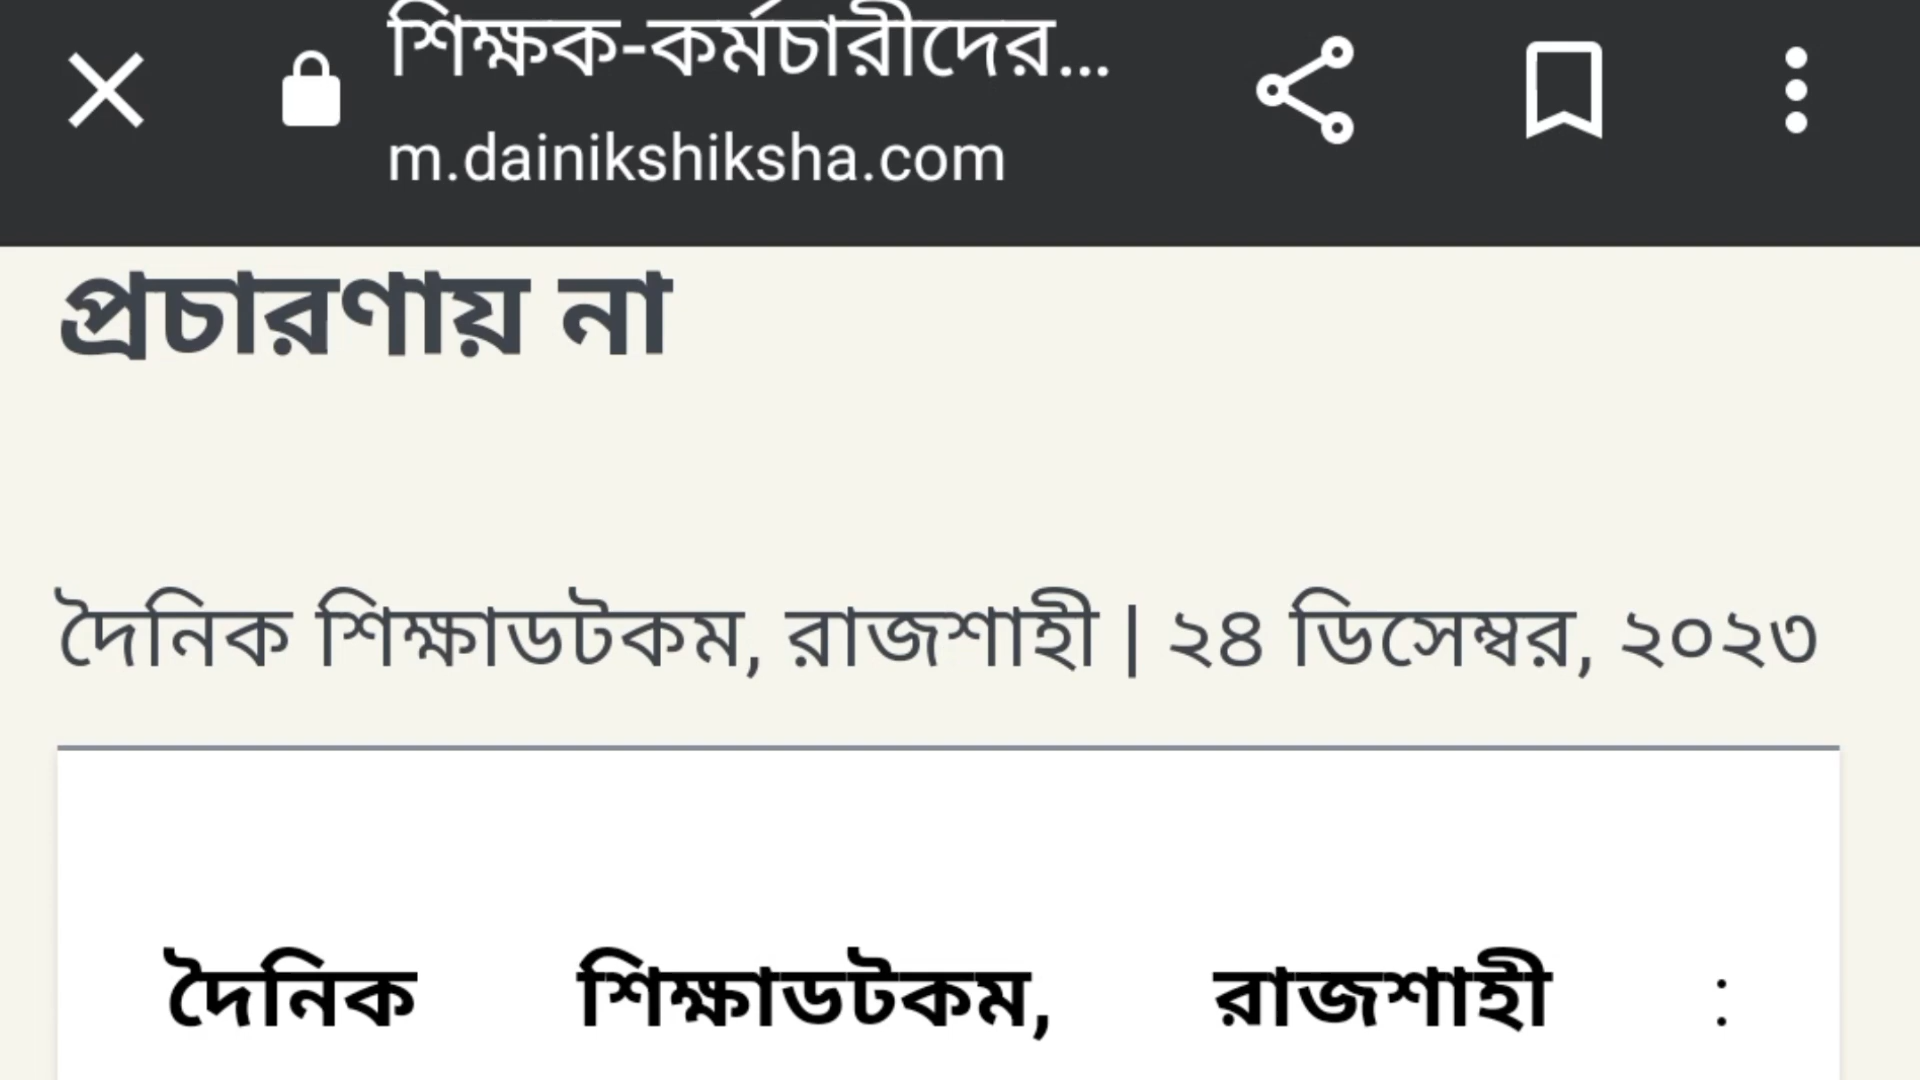 শিক্ষক-কর্মচারীদের...
m.dainikshiksha.com
প্রচারণায় না
দৈনিক শিক্ষাডটকম, রাজশাহী | ২৪ ডিসেম্বর, ২০২৩
দৈনিক শিক্ষাডটকম, রাজশাহী :